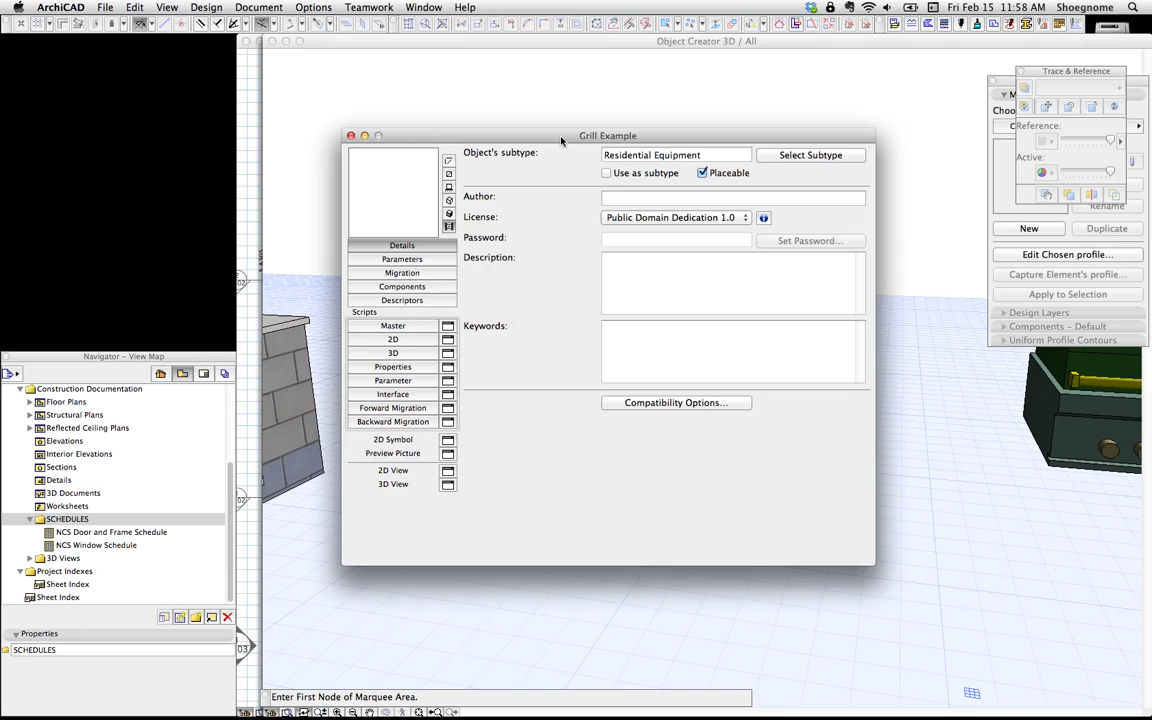 ArchiCAD File Edit View Design Document Options Teamwork Window Help Fri Feb 15 11:58 AM Shoegnome
Object Creator 3D / All
Trace & Reference
Reference:
Active:
Rename
New Duplicate
Edit Chosen profile...
Capture Element's profile...
Apply to Selection
Design Layers
Components - Default
Uniform Profile Contours
Grill Example
Object's subtype: Residential Equipment Select Subtype
Use as subtype Placeable
Author:
License: Public Domain Dedication 1.0
Password: Set Password...
Description:
Keywords:
Compatibility Options...
Details
Parameters
Migration
Components
Descriptors
Scripts
Master
2D
3D
Properties
Parameter
Interface
Forward Migration
Backward Migration
2D Symbol
Preview Picture
2D View
3D View
Navigator - View Map
Construction Documentation
Floor Plans
Structural Plans
Reflected Ceiling Plans
Elevations
Interior Elevations
Sections
Details
3D Documents
Worksheets
SCHEDULES
NCS Door and Frame Schedule
NCS Window Schedule
3D Views
Project Indexes
Sheet Index
Sheet Index
Properties
SCHEDULES
03
Enter First Node of Marquee Area.